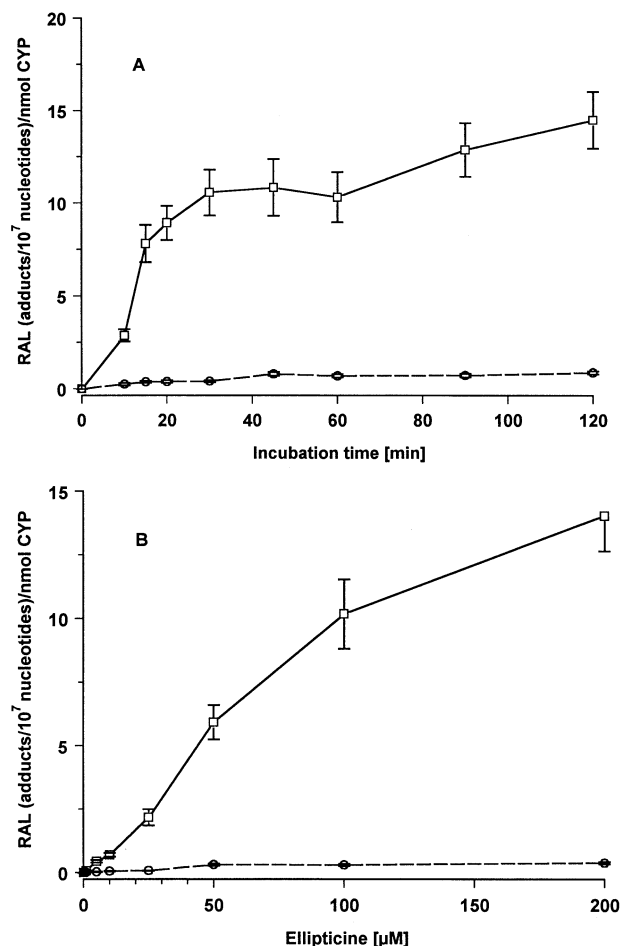 20
A
15
10
5
0
RAL (adducts/10⁷ nucleotides)/nmol CYP
0 20 40 60 80 100 120
Incubation time [min]
15
B
10
5
0
RAL (adducts/10⁷ nucleotides)/nmol CYP
0 50 100 150 200
Ellipticine [µM]